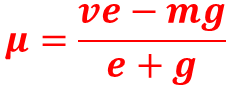 μ = (ve − mg) / (e + g)